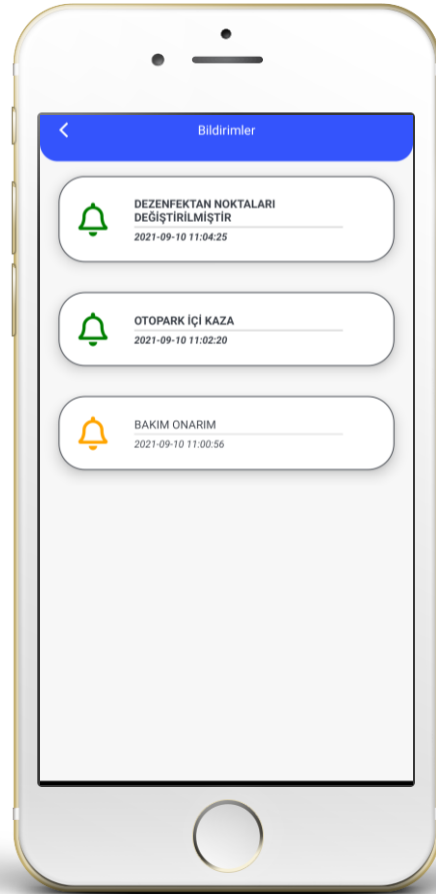 Bildirimler
DEZENFEKTAN NOKTALARI
DEĞİŞTİRİLMİŞTİR
2021-09-10 11:04:25
OTOPARK İÇİ KAZA
2021-09-10 11:02:20
BAKIM ONARIM
2021-09-10 11:00:56